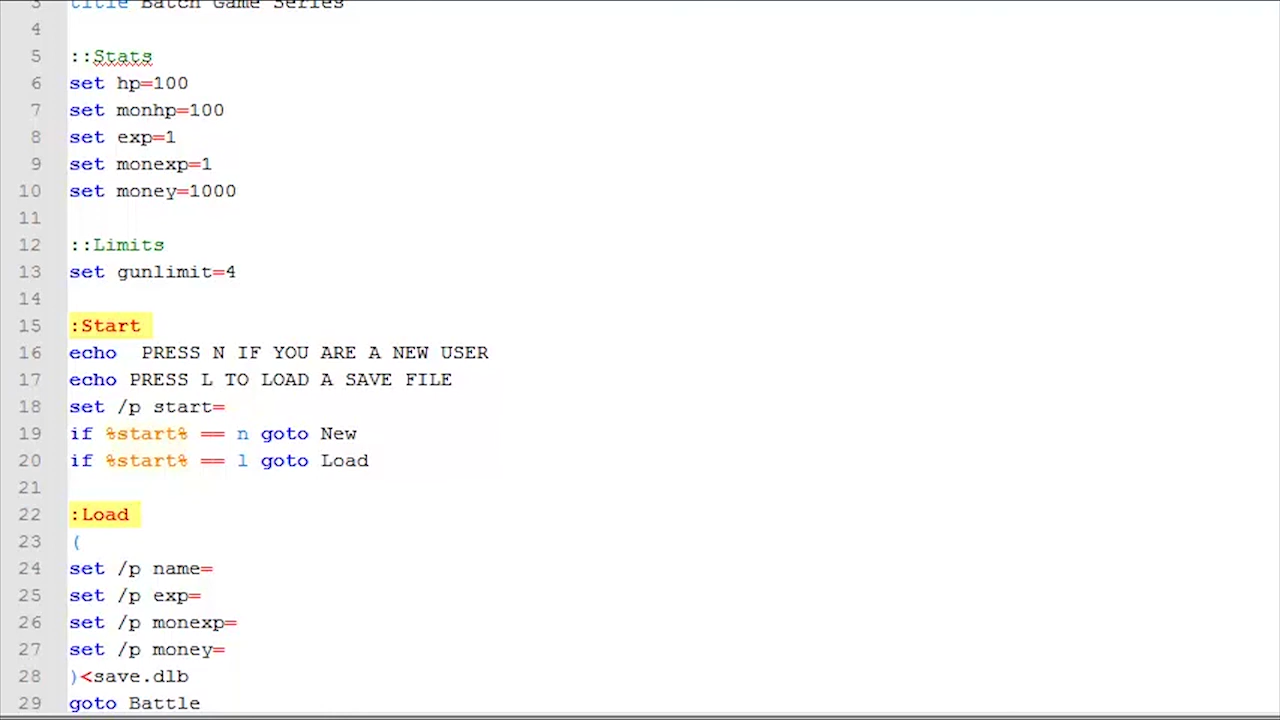 3 title Batch Game Series
4
5 ::Stats
6 set hp=100
7 set monhp=100
8 set exp=1
9 set monexp=1
10 set money=1000
11
12 ::Limits
13 set gunlimit=4
14
15 :Start
16 echo  PRESS N IF YOU ARE A NEW USER
17 echo PRESS L TO LOAD A SAVE FILE
18 set /p start=
19 if %start% == n goto New
20 if %start% == l goto Load
21
22 :Load
23 (
24 set /p name=
25 set /p exp=
26 set /p monexp=
27 set /p money=
28 )<save.dlb
29 goto Battle